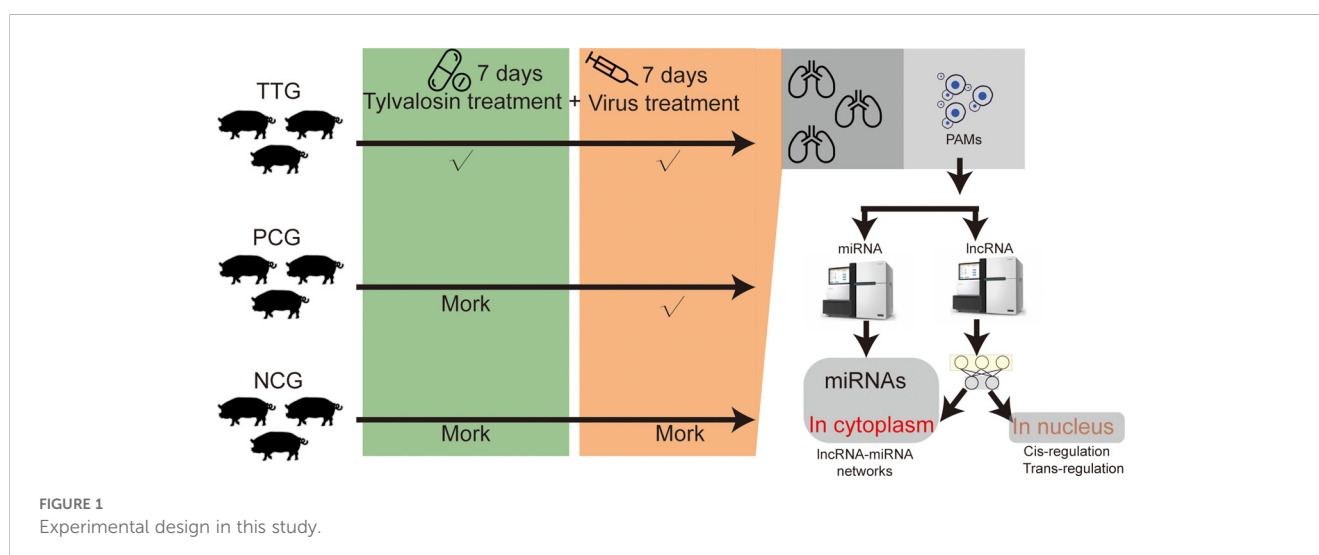 TTG
7 days
Tylvalosin treatment
+
7 days
Virus treatment
√
√
PAMs
PCG
Mork
√
NCG
Mork
Mork
miRNA
lncRNA
miRNAs
In cytoplasm
lncRNA-miRNA
networks
In nucleus
Cis-regulation
Trans-regulation
FIGURE 1
Experimental design in this study.